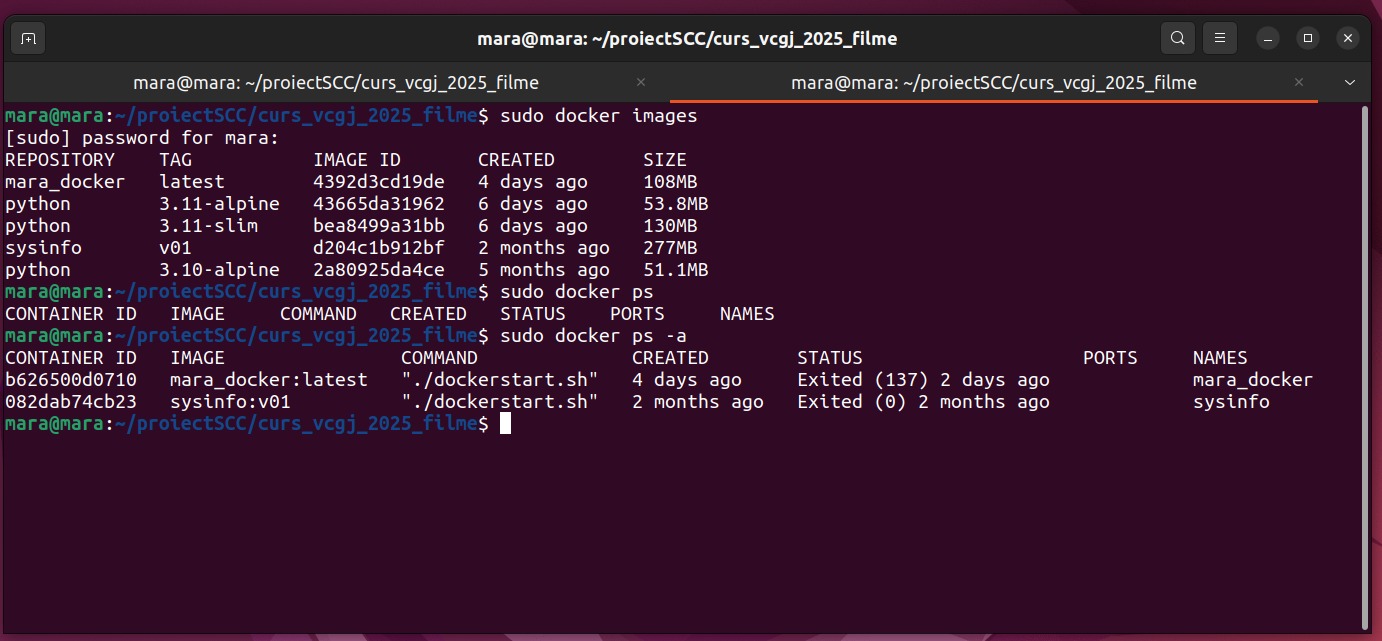 mara@mara: ~/proiectSCC/curs_vcgj_2025_filme
mara@mara: ~/proiectSCC/curs_vcgj_2025_filme × mara@mara: ~/proiectSCC/curs_vcgj_2025_filme ×
mara@mara:~/proiectSCC/curs_vcgj_2025_filme$ sudo docker images
[sudo] password for mara:
REPOSITORY    TAG           IMAGE ID       CREATED        SIZE
mara_docker   latest        4392d3cd19de   4 days ago     108MB
python        3.11-alpine   43665da31962   6 days ago     53.8MB
python        3.11-slim     bea8499a31bb   6 days ago     130MB
sysinfo       v01           d204c1b912bf   2 months ago   277MB
python        3.10-alpine   2a80925da4ce   5 months ago   51.1MB
mara@mara:~/proiectSCC/curs_vcgj_2025_filme$ sudo docker ps
CONTAINER ID   IMAGE     COMMAND   CREATED   STATUS    PORTS     NAMES
mara@mara:~/proiectSCC/curs_vcgj_2025_filme$ sudo docker ps -a
CONTAINER ID   IMAGE                COMMAND              CREATED        STATUS                    PORTS     NAMES
b626500d0710   mara_docker:latest   "./dockerstart.sh"   4 days ago     Exited (137) 2 days ago             mara_docker
082dab74cb23   sysinfo:v01          "./dockerstart.sh"   2 months ago   Exited (0) 2 months ago             sysinfo
mara@mara:~/proiectSCC/curs_vcgj_2025_filme$